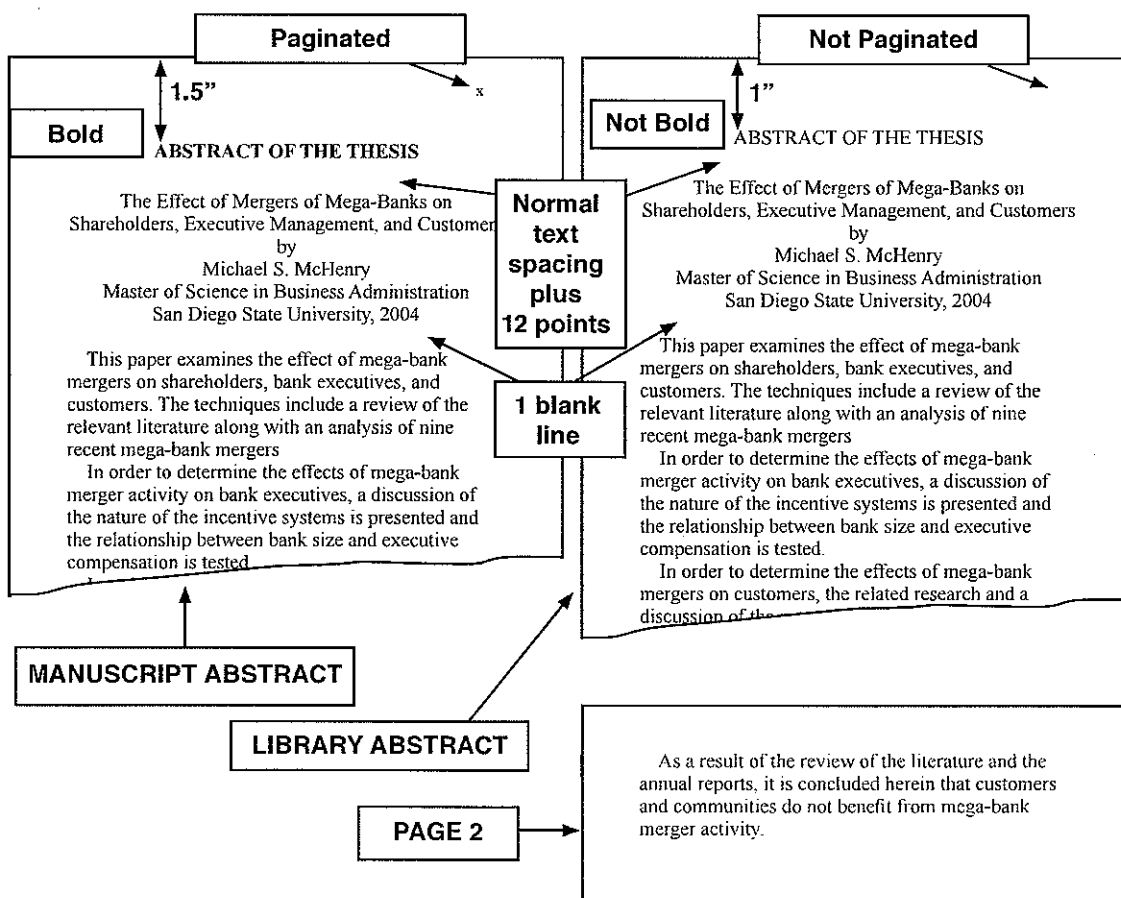 Paginated
x
1.5”
Bold
ABSTRACT OF THE THESIS
The Effect of Mergers of Mega-Banks on
Shareholders, Executive Management, and Customer
by
Michael S. McHenry
Master of Science in Business Administration
San Diego State University, 2004
This paper examines the effect of mega-bank
mergers on shareholders, bank executives, and
customers. The techniques include a review of the
relevant literature along with an analysis of nine
recent mega-bank mergers
In order to determine the effects of mega-bank
merger activity on bank executives, a discussion of
the nature of the incentive systems is presented and
the relationship between bank size and executive
compensation is tested
MANUSCRIPT ABSTRACT
Normal
text
spacing
plus
12 points
1 blank
line
Not Paginated
1”
Not Bold
ABSTRACT OF THE THESIS
The Effect of Mergers of Mega-Banks on
Shareholders, Executive Management, and Customers
by
Michael S. McHenry
Master of Science in Business Administration
San Diego State University, 2004
This paper examines the effect of mega-bank
mergers on shareholders, bank executives, and
customers. The techniques include a review of the
relevant literature along with an analysis of nine
recent mega-bank mergers
In order to determine the effects of mega-bank
merger activity on bank executives, a discussion of
the nature of the incentive systems is presented and
the relationship between bank size and executive
compensation is tested.
In order to determine the effects of mega-bank
mergers on customers, the related research and a
discussion of the
LIBRARY ABSTRACT
PAGE 2
As a result of the review of the literature and the
annual reports, it is concluded herein that customers
and communities do not benefit from mega-bank
merger activity.